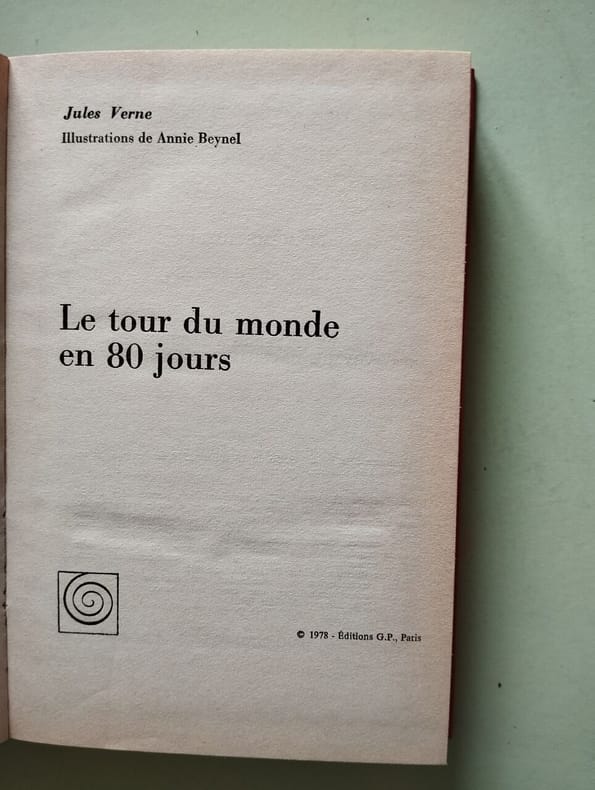 Jules Verne
Illustrations de Annie Beynel
Le tour du monde
en 80 jours
© 1978 - Éditions G.P., Paris